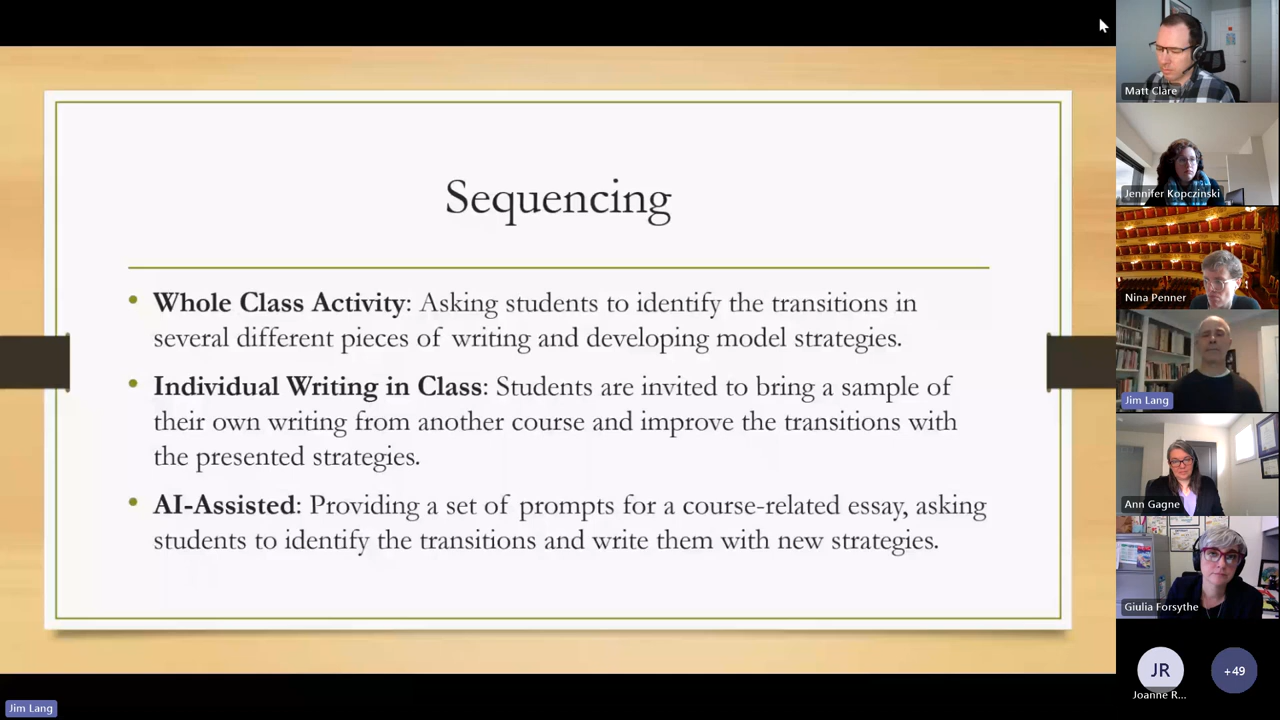 Sequencing
• Whole Class Activity: Asking students to identify the transitions in
several different pieces of writing and developing model strategies.
• Individual Writing in Class: Students are invited to bring a sample of
their own writing from another course and improve the transitions with
the presented strategies.
• AI-Assisted: Providing a set of prompts for a course-related essay, asking
students to identify the transitions and write them with new strategies.
Matt Clare
Jennifer Kopczinski
Nina Penner
Jim Lang
Ann Gagne
Giulia Forsythe
JR
+49
Joanne R...
Jim Lang